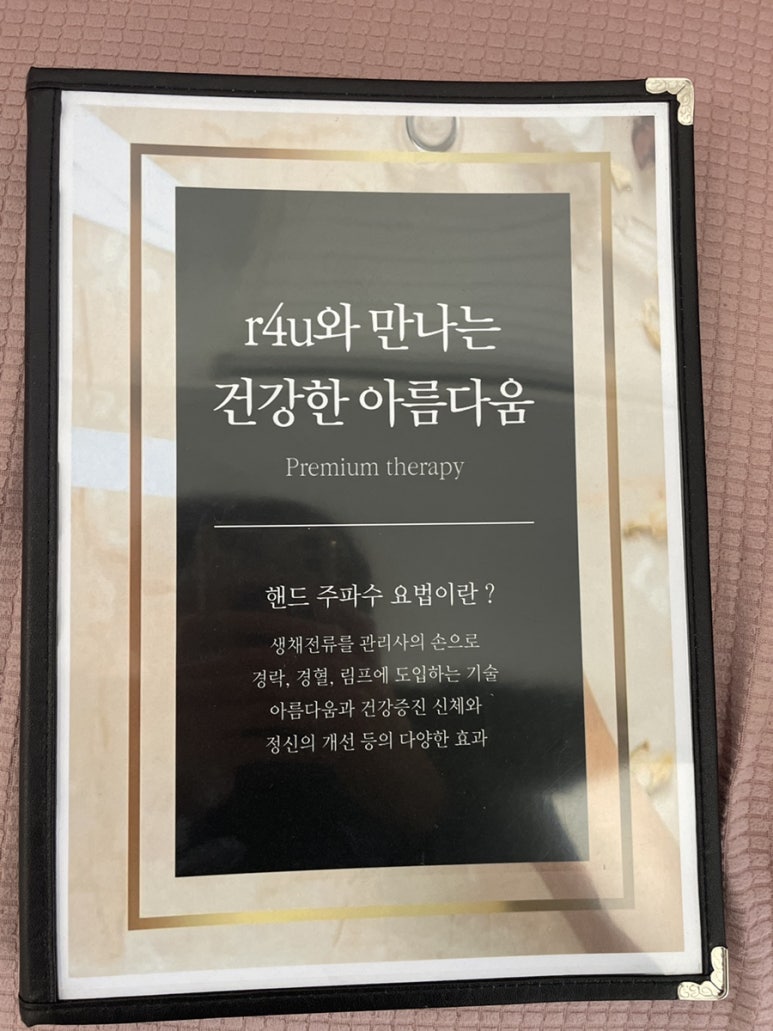 r4u와 만나는
건강한 아름다움
Premium therapy
핸드 주파수 요법이란 ?
생채전류를 관리사의 손으로
경락, 경혈, 림프에 도입하는 기술
아름다움과 건강증진 신체와
정신의 개선 등의 다양한 효과